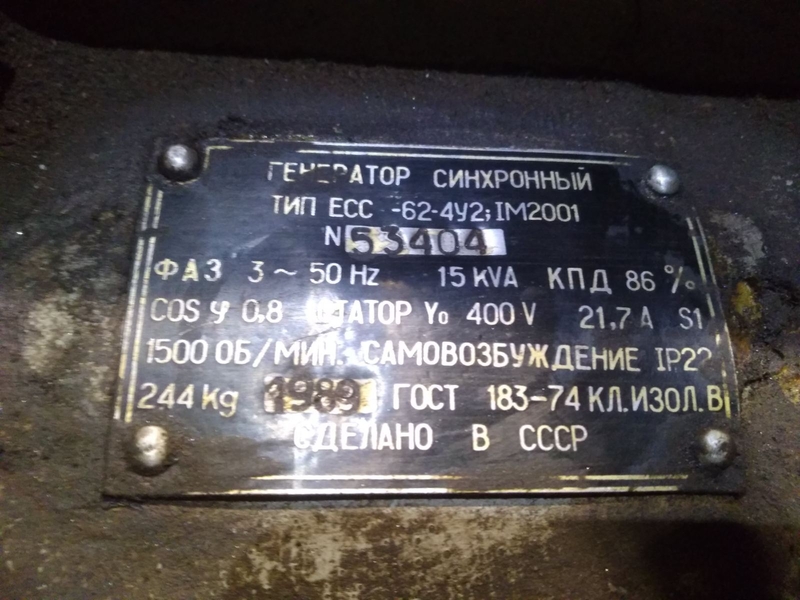 ГЕНЕРАТОР СИНХРОННЫЙ
ТИП ЕСС -62-4У2; IM2001
N 53404
ФАЗ 3 ~ 50 Hz 15 kVA КПД 86 %
COS φ 0,8 СТАТОР Y₀ 400 V 21,7 A S1
1500 ОБ/МИН. САМОВОЗБУЖДЕНИЕ IP22
244 Kg 1989 ГОСТ 183-74 КЛ.ИЗОЛ. В
СДЕЛАНО В СССР